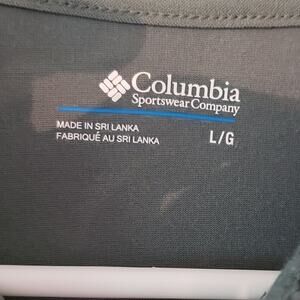 Columbia
Sportswear Company
MADE IN SRI LANKA
FABRIQUÉ AU SRI LANKA
L/G